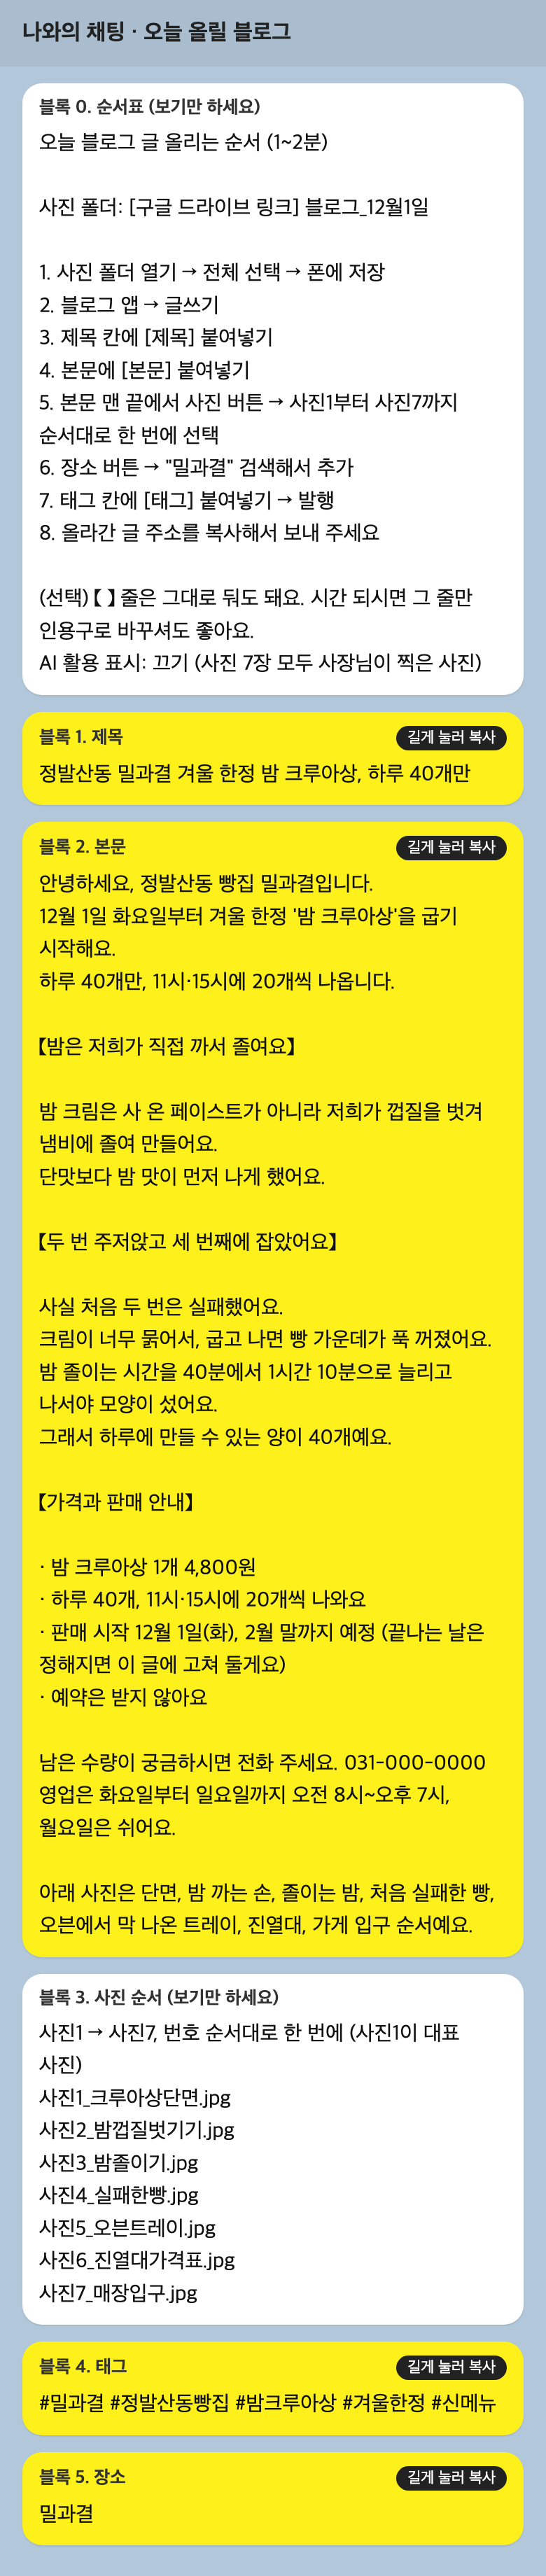 나와의 채팅 · 오늘 올릴 블로그
블록 0. 순서표 (보기만 하세요)
오늘 블로그 글 올리는 순서 (1~2분)
사진 폴더: [구글 드라이브 링크] 블로그_12월1일
1. 사진 폴더 열기 → 전체 선택 → 폰에 저장
2. 블로그 앱 → 글쓰기
3. 제목 칸에 [제목] 붙여넣기
4. 본문에 [본문] 붙여넣기
5. 본문 맨 끝에서 사진 버튼 → 사진1부터 사진7까지
순서대로 한 번에 선택
6. 장소 버튼 → "밀과결" 검색해서 추가
7. 태그 칸에 [태그] 붙여넣기 → 발행
8. 올라간 글 주소를 복사해서 보내 주세요
(선택)【 】줄은 그대로 둬도 돼요. 시간 되시면 그 줄만
인용구로 바꾸셔도 좋아요.
AI 활용 표시: 끄기 (사진 7장 모두 사장님이 찍은 사진)
블록 1. 제목
길게 눌러 복사
정발산동 밀과결 겨울 한정 밤 크루아상, 하루 40개만
블록 2. 본문
길게 눌러 복사
안녕하세요, 정발산동 빵집 밀과결입니다.
12월 1일 화요일부터 겨울 한정 '밤 크루아상'을 굽기
시작해요.
하루 40개만, 11시·15시에 20개씩 나옵니다.
【밤은 저희가 직접 까서 졸여요】
밤 크림은 사 온 페이스트가 아니라 저희가 껍질을 벗겨
냄비에 졸여 만들어요.
단맛보다 밤 맛이 먼저 나게 했어요.
【두 번 주저앉고 세 번째에 잡았어요】
사실 처음 두 번은 실패했어요.
크림이 너무 묽어서, 굽고 나면 빵 가운데가 푹 꺼졌어요.
밤 졸이는 시간을 40분에서 1시간 10분으로 늘리고
나서야 모양이 섰어요.
그래서 하루에 만들 수 있는 양이 40개예요.
【가격과 판매 안내】
· 밤 크루아상 1개 4,800원
· 하루 40개, 11시·15시에 20개씩 나와요
· 판매 시작 12월 1일(화), 2월 말까지 예정 (끝나는 날은
정해지면 이 글에 고쳐 둘게요)
· 예약은 받지 않아요
남은 수량이 궁금하시면 전화 주세요. 031-000-0000
영업은 화요일부터 일요일까지 오전 8시~오후 7시,
월요일은 쉬어요.
아래 사진은 단면, 밤 까는 손, 졸이는 밤, 처음 실패한 빵,
오븐에서 막 나온 트레이, 진열대, 가게 입구 순서예요.
블록 3. 사진 순서 (보기만 하세요)
사진1 → 사진7, 번호 순서대로 한 번에 (사진1이 대표
사진)
사진1_크루아상단면.jpg
사진2_밤껍질벗기기.jpg
사진3_밤졸이기.jpg
사진4_실패한빵.jpg
사진5_오븐트레이.jpg
사진6_진열대가격표.jpg
사진7_매장입구.jpg
블록 4. 태그
길게 눌러 복사
#밀과결 #정발산동빵집 #밤크루아상 #겨울한정 #신메뉴
블록 5. 장소
길게 눌러 복사
밀과결